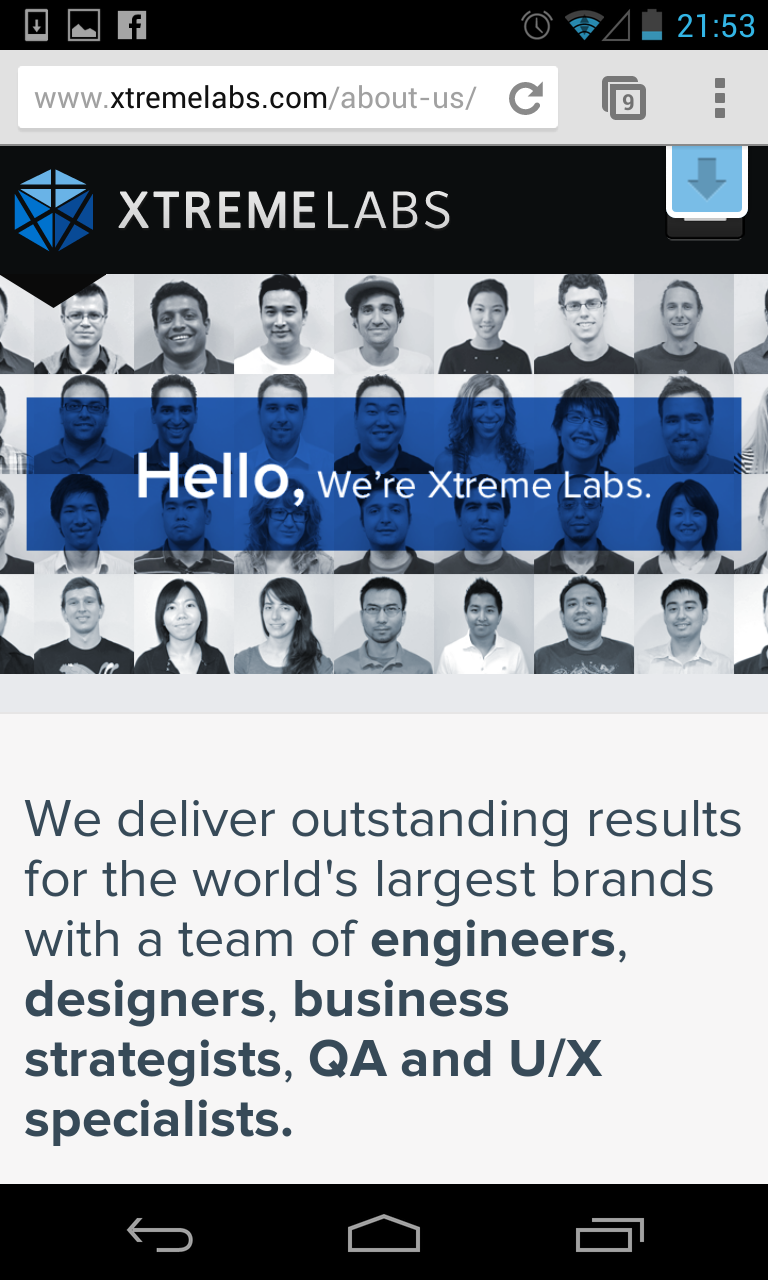 21:53
www.xtremelabs.com/about-us/
9
XTREMELABS
Hello, We're Xtreme Labs.
We deliver outstanding results
for the world's largest brands
with a team of engineers,
designers, business
strategists, QA and U/X
specialists.